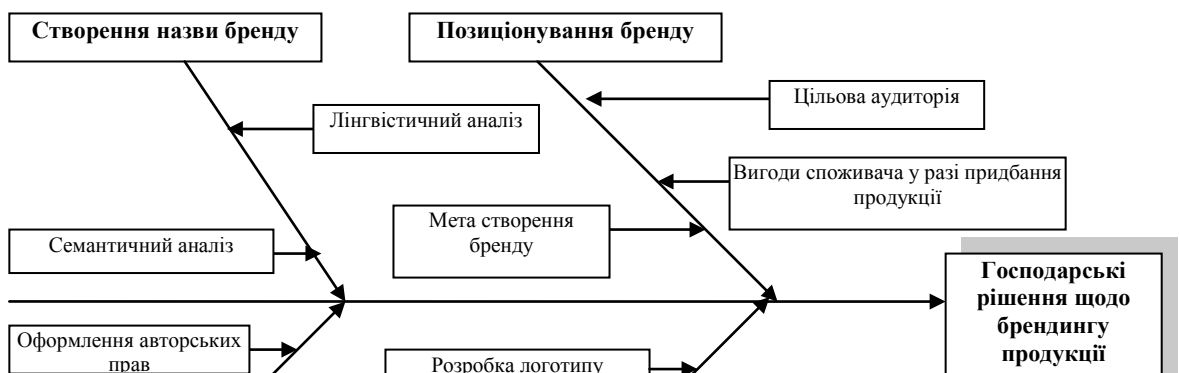 Створення назви бренду
Позиціонування бренду
Цільова аудиторія
Лінгвістичний аналіз
Вигоди споживача у разі придбання
продукції
Мета створення
бренду
Семантичний аналіз
Господарські
рішення щодо
брендингу
продукції
Оформлення авторських
прав
Розробка логотипу